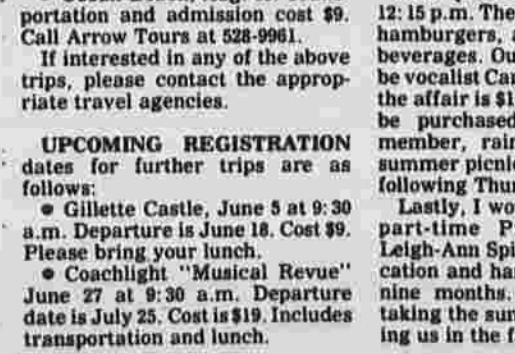 portation and admission cost $9.
Call Arrow Tours at 528-9961.
If interested in any of the above
trips, please contact the approp-
riate travel agencies.
UPCOMING REGISTRATION
dates for further trips are as
follows:
• Gillette Castle, June 5 at 9:30
a.m. Departure is June 18. Cost $9.
Please bring your lunch.
• Coachlight "Musical Revue"
June 27 at 9:30 a.m. Departure
date is July 25. Cost is $19. Includes
transportation and lunch.
12:15 p.m. The
hamburgers,
beverages. Ou
be vocalist Car
the affair is $1
be purchased
member, rain
summer picnic
following Thur
Lastly, I wo
part-time P
Leigh-Ann Spi
cation and har
nine months.
taking the sum
ing us in the f